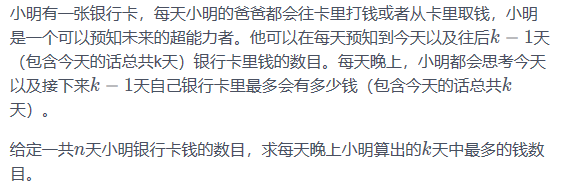 小明有一张银行卡，每天小明的爸爸都会往卡里打钱或者从卡里取钱，小明
是一个可以预知未来的超能力者。他可以在每天预知到今天以及往后k − 1天
（包含今天的话总共k天）银行卡里钱的数目。每天晚上，小明都会思考今天
以及接下来k − 1天自己银行卡里最多会有多少钱（包含今天的话总共k
天）。
给定一共n天小明银行卡钱的数目，求每天晚上小明算出的k天中最多的钱数
目。